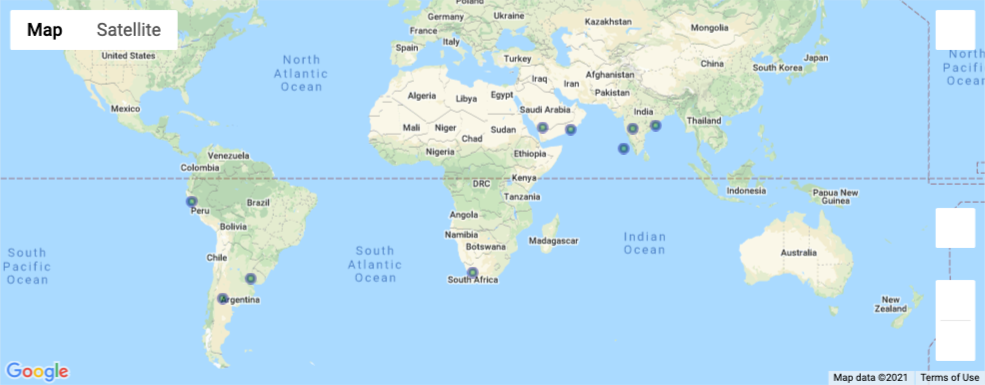 Map
Satellite
Poland
Germany
Ukraine
Kazakhstan
Mongolia
France
Italy
Spain
Turkey
United States
North
Atlantic
Ocean
Iraq
Iran
Afghanistan
Pakistan
China
South Korea
Japan
North
Pacific
Ocean
Algeria
Libya
Egypt
Saudi Arabia
India
Mexico
Mali
Niger
Chad
Sudan
Thailand
Nigeria
Ethiopia
Venezuela
Colombia
DRC
Kenya
Tanzania
Indonesia
Papua New
Guinea
Peru
Brazil
Angola
Bolivia
Namibia
Botswana
Madagascar
South
Pacific
Ocean
Chile
South
Atlantic
Ocean
Indian
Ocean
Australia
South Africa
Argentina
New
Zealand
Google
Map data ©2021
Terms of Use